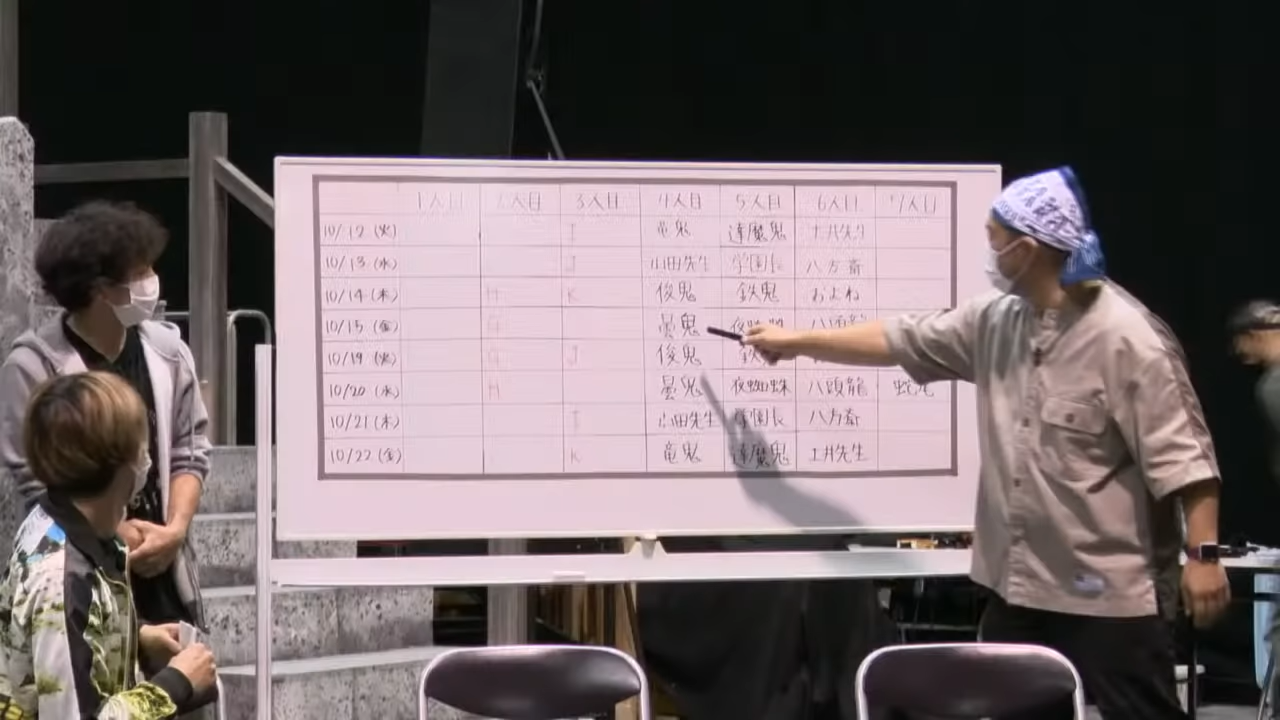 1人目 2人目 3人目 4人目 5人目 6人目 7人目
10/12 (火) I 竜鬼 達魔鬼 土井先生
10/13 (水) J 山田先生 学園長 八方斎
10/14 (木) H K 俊鬼 鉄鬼 およね
10/15 (金) G 曇鬼
10/19 (火) G J 俊鬼
10/20 (水) H 曇鬼 夜蜘蛛 八頭龍
10/21 (木) I 山田先生 学園長 八方斎
10/22 (金) K 竜鬼 達魔鬼 土井先生